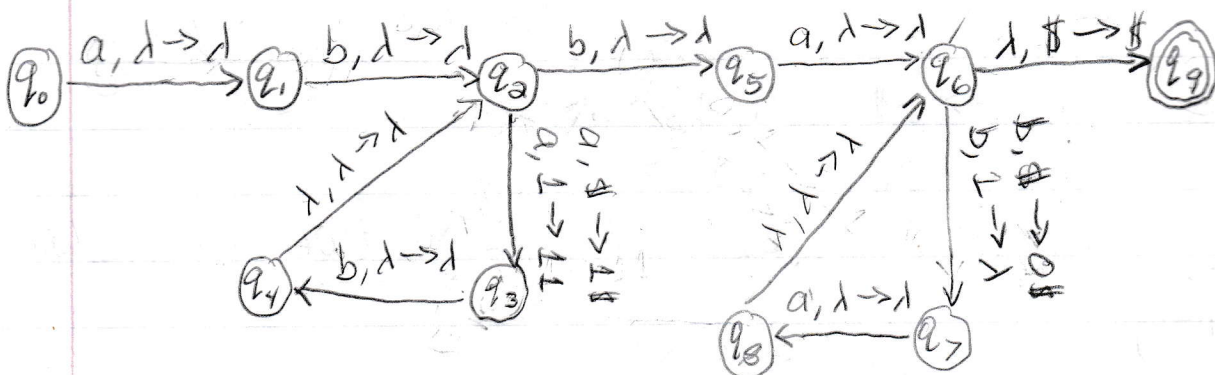 q₀ a, λ→λ q₁ b, λ→λ q₂ b, λ→λ q₅ a, λ→λ q₆ λ, $→$ q₉
λ, λ→λ
a, $→1$
a, 1→11
λ, λ→λ
b, $→0$
b, 1→λ
q₄ b, λ→λ q₃
q₈ a, λ→λ q₇